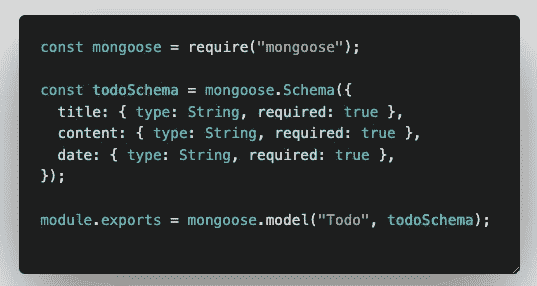 const mongoose = require("mongoose");
const todoSchema = mongoose.Schema({
title: { type: String, required: true },
content: { type: String, required: true },
date: { type: String, required: true },
});
module.exports = mongoose.model("Todo", todoSchema);